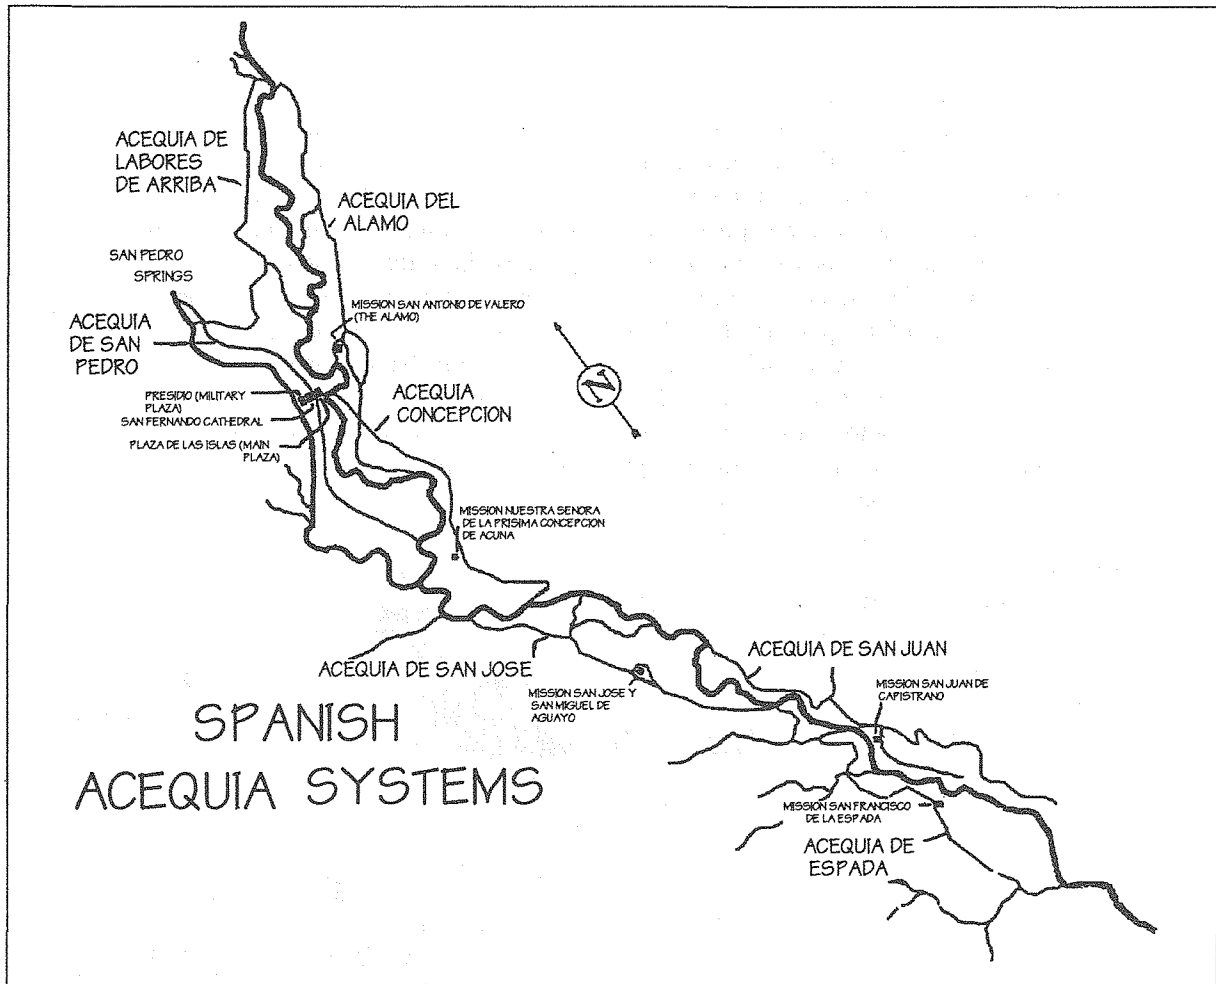 ACEQUIA DE
LABORES
DE ARRIBA
ACEQUIA DEL
ALAMO
SAN PEDRO
SPRINGS
MISSION SAN ANTONIO DE VALERO
(THE ALAMO)
ACEQUIA
DE SAN
PEDRO
N
PRESIDIO (MILITARY
PLAZA)
SAN FERNANDO CATHEDRAL
PLAZA DE LAS ISLAS (MAIN
PLAZA)
ACEQUIA
CONCEPCION
MISSION NUESTRA SENORA
DE LA PRISIMA CONCEPCION
DE ACUNA
ACEQUIA DE SAN JOSE
ACEQUIA DE SAN JUAN
MISSION SAN JOSE Y
SAN MIGUEL DE
AGUAYO
MISSION SAN JUAN DE
CAPISTRANO
SPANISH
ACEQUIA SYSTEMS
MISSION SAN FRANCISCO
DE LA ESPADA
ACEQUIA DE
ESPADA